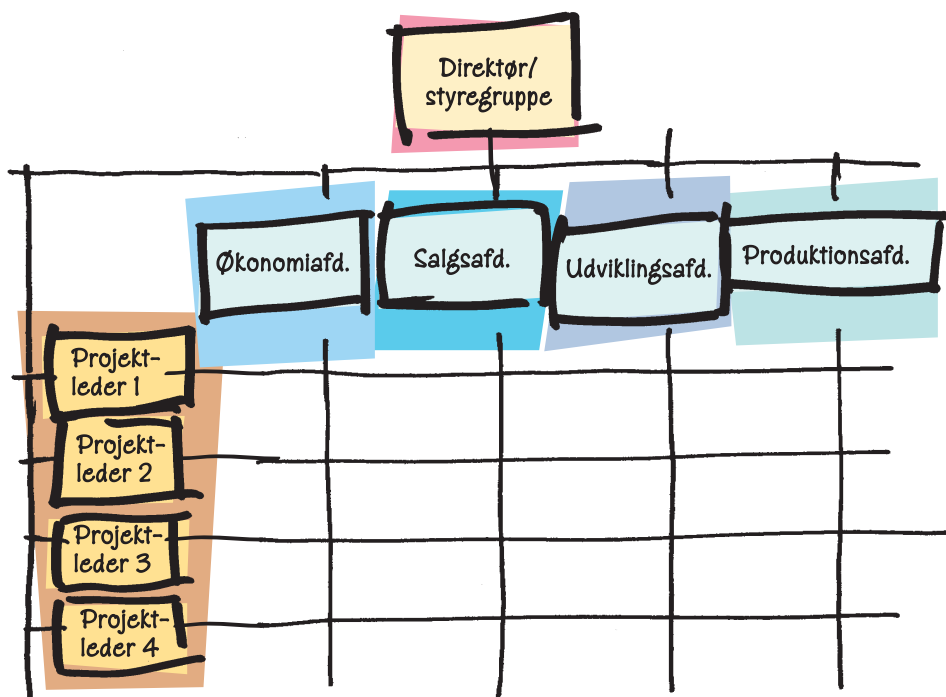 Direktør/
styregruppe
Økonomiafd.
Salgsafd.
Udviklingsafd.
Produktionsafd.
Projekt-
leder 1
Projekt-
leder 2
Projekt-
leder 3
Projekt-
leder 4